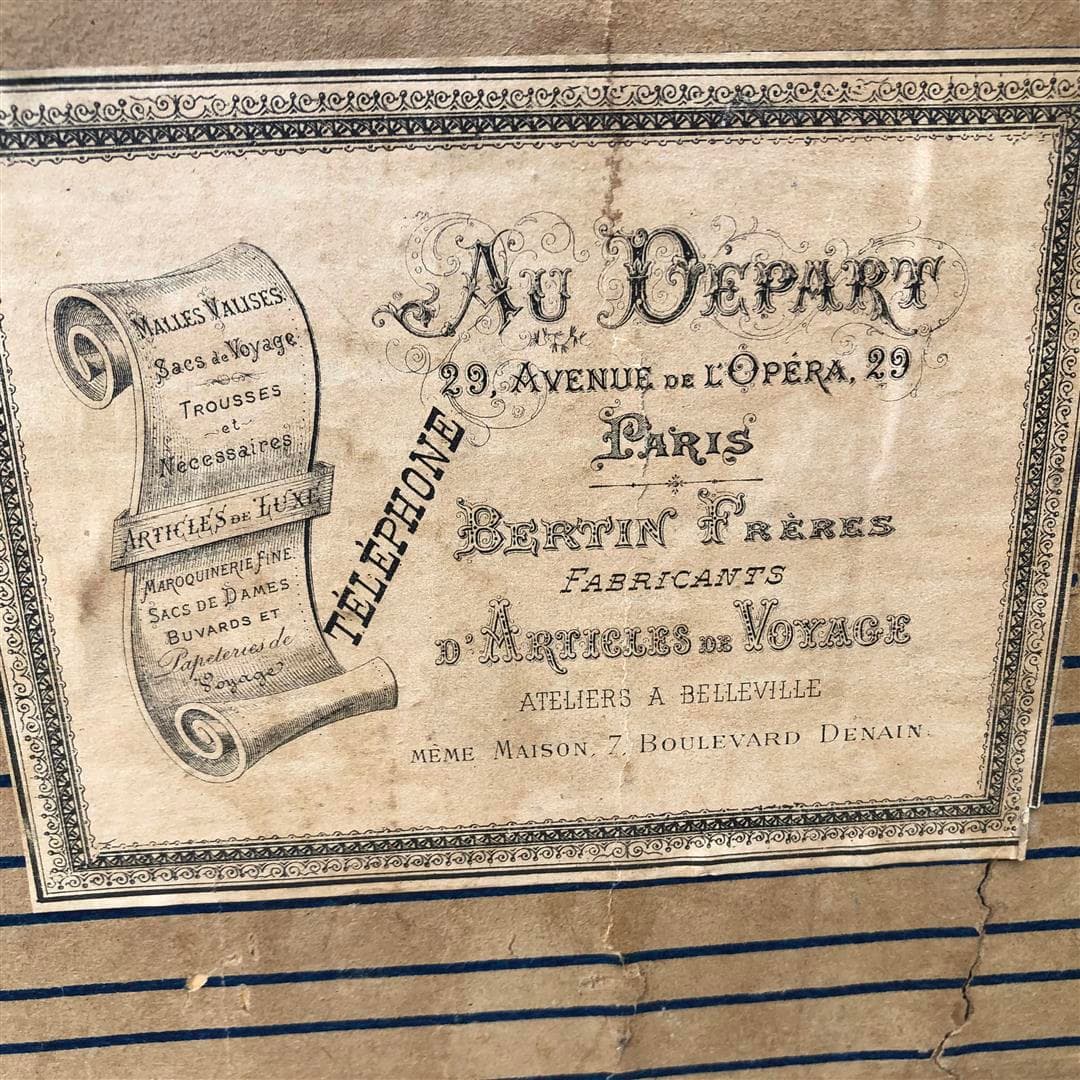 MALLES VALISES
Sacs de Voyage
TROUSSES
et
Nécessaires
ARTICLES DE LUXE
MAROQUINERIE FINE
SACS DE DAMES
BUVARDS ET
Papeteries de
Voyage
TÉLÉPHONE
AU DÉPART
29, AVENUE DE L'OPÉRA, 29
PARIS
BERTIN FRÈRES
FABRICANTS
D'ARTICLES DE VOYAGE
ATELIERS A BELLEVILLE
MÊME MAISON, 7, BOULEVARD DENAIN.